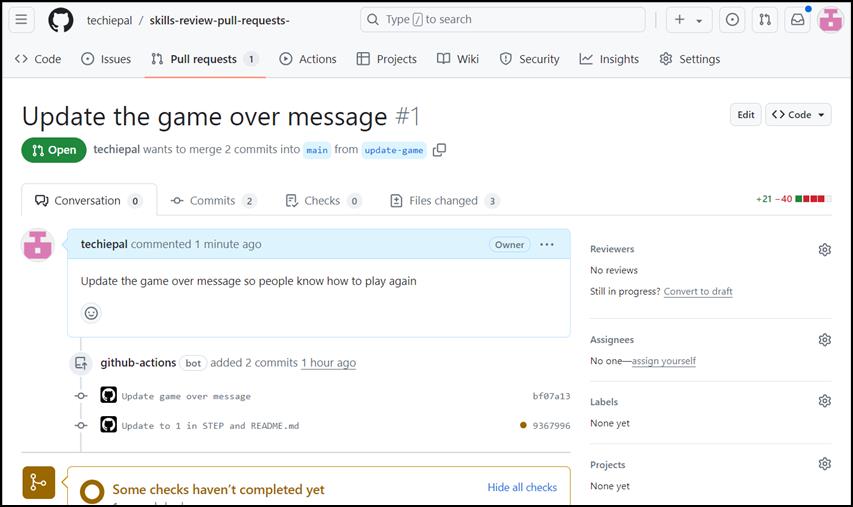 techiepal / skills-review-pull-requests-
Type / to search
Code Issues Pull requests 1 Actions Projects Wiki Security Insights Settings
Update the game over message #1
Edit
Code
Open
techiepal wants to merge 2 commits into main from update-game
Conversation 0 Commits 2 Checks 0 Files changed 3
+21 −40
techiepal commented 1 minute ago
Owner
Update the game over message so people know how to play again
github-actions bot added 2 commits 1 hour ago
Update game over message bf07a13
Update to 1 in STEP and README.md 9367996
Some checks haven't completed yet
Hide all checks
Reviewers
No reviews
Still in progress? Convert to draft
Assignees
No one—assign yourself
Labels
None yet
Projects
None yet